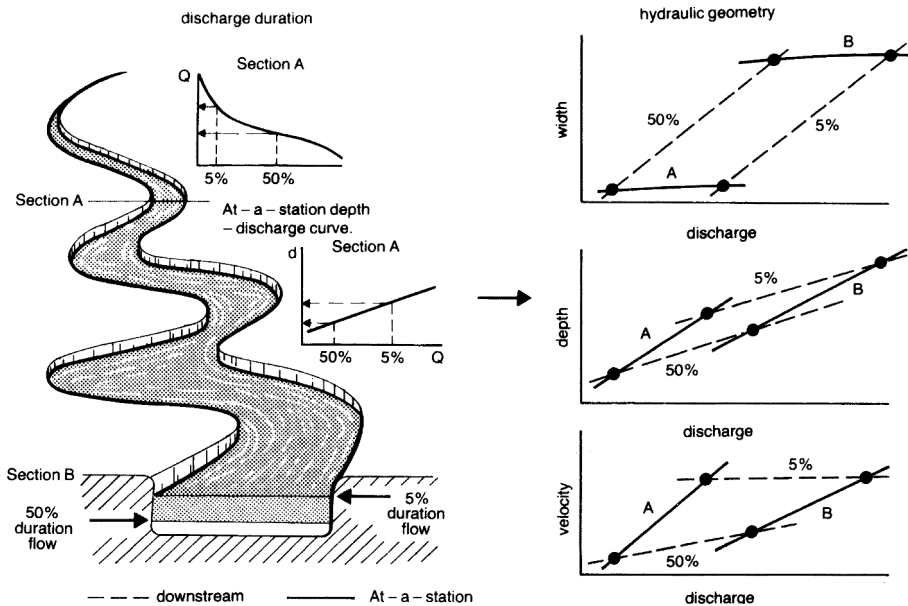 discharge duration
Section A
Q
5%
50%
Section A
At – a – station depth
– discharge curve.
Section A
d
50%
5%
Q
Section B
50%
duration
flow
5%
duration
flow
downstream
At – a – station
hydraulic geometry
width
B
50%
5%
A
discharge
depth
5%
A
B
50%
discharge
velocity
5%
A
B
50%
discharge